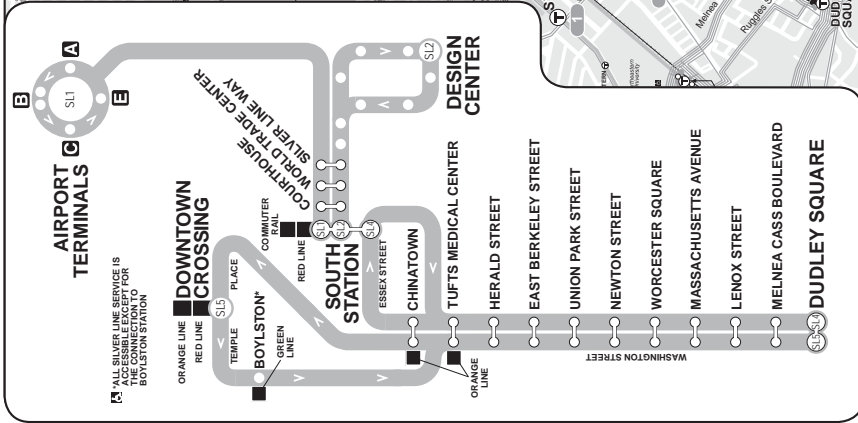 B
A
C
E
SL1
AIRPORT
TERMINALS
*ALL SILVER LINE SERVICE IS
ACCESSIBLE EXCEPT FOR
THE CONNECTION TO
BOYLSTON STATION
ORANGE LINE
RED LINE
DOWNTOWN
CROSSING
SL5
TEMPLE
PLACE
BOYLSTON*
GREEN
LINE
COMMUTER
RAIL
RED LINE
SL1
SL2
SL4
SOUTH
STATION
ESSEX STREET
COURTHOUSE
WORLD TRADE CENTER
SILVER LINE WAY
SL2
DESIGN
CENTER
CHINATOWN
ORANGE
LINE
TUFTS MEDICAL CENTER
HERALD STREET
EAST BERKELEY STREET
UNION PARK STREET
NEWTON STREET
WORCESTER SQUARE
MASSACHUSETTS AVENUE
LENOX STREET
MELNEA CASS BOULEVARD
WASHINGTON STREET
SL5
SL4
DUDLEY SQUARE
S
T
1
Melnea
Ruggles S
T
DUD
SQU
T